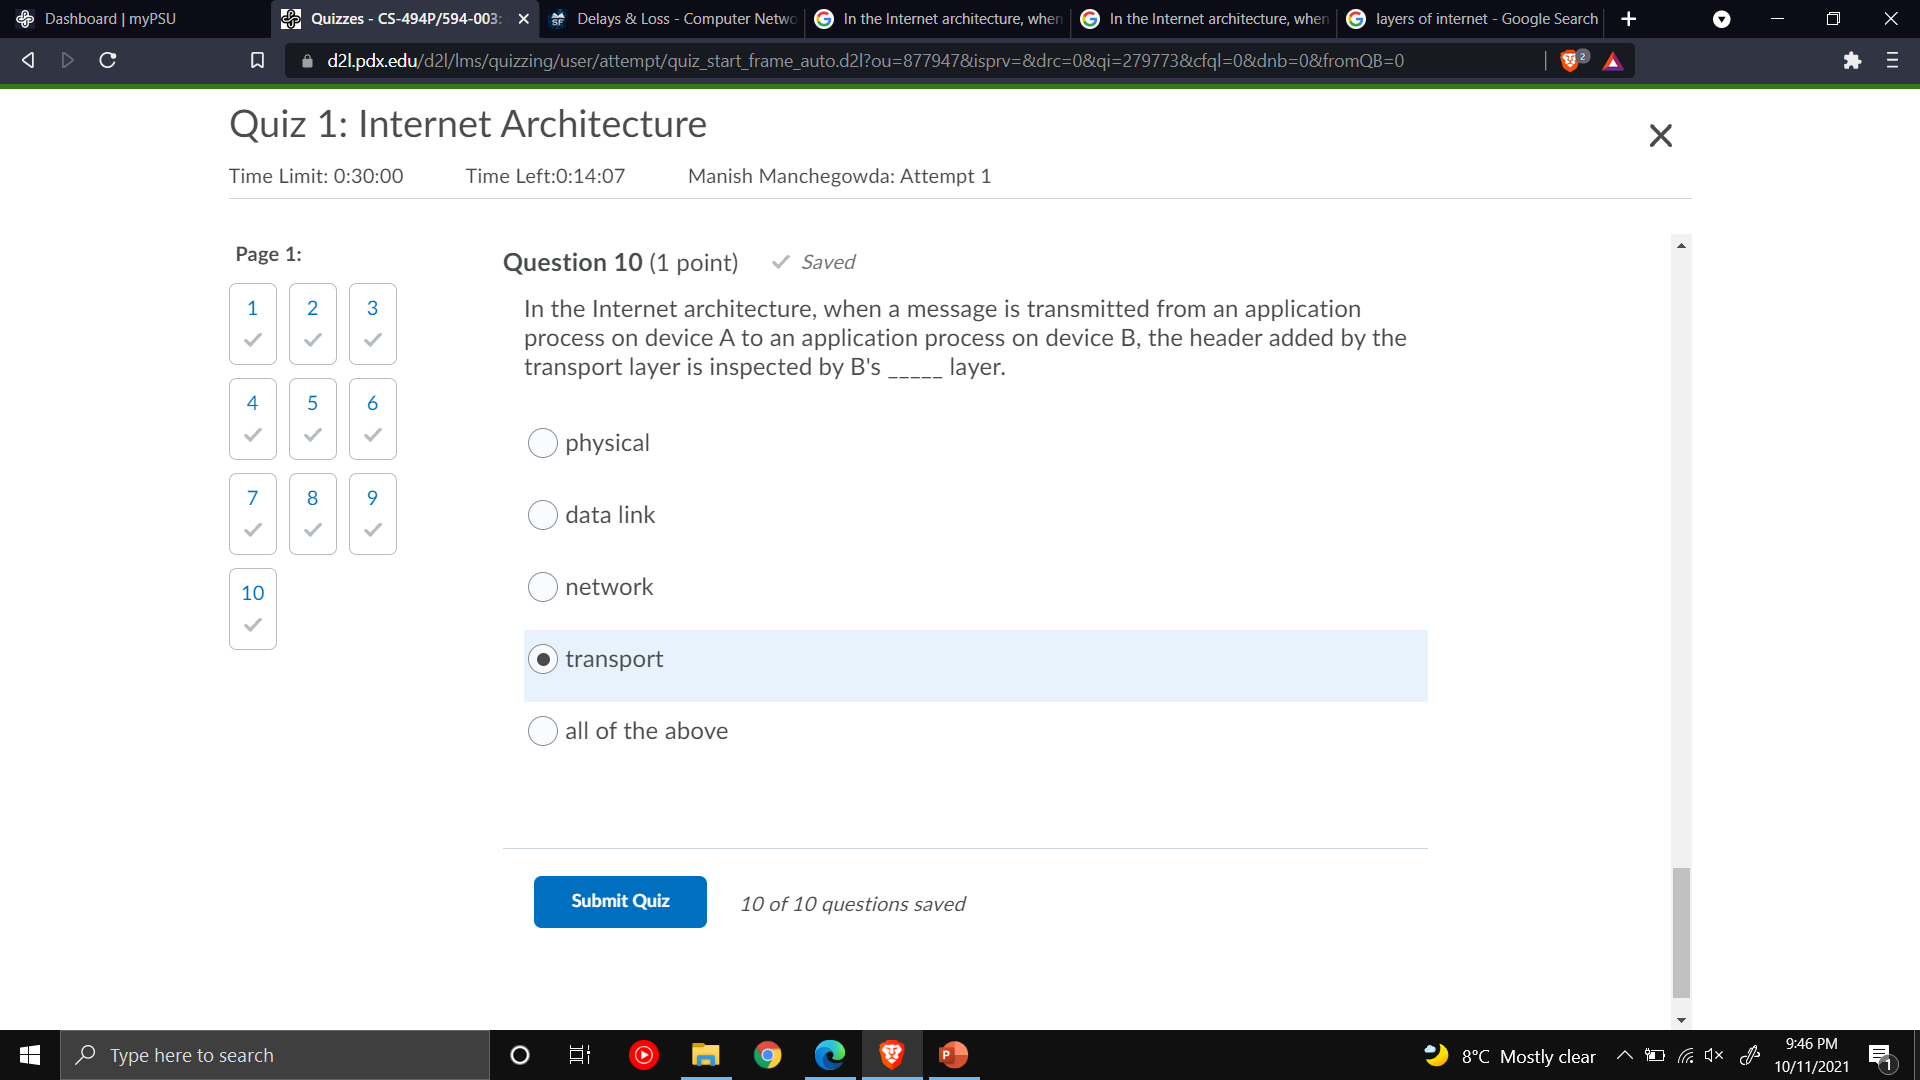 Dashboard | myPSU
Quizzes - CS-494P/594-003:
Delays & Loss - Computer Netwo
In the Internet architecture, when
In the Internet architecture, when
layers of internet - Google Search
d2l.pdx.edu/d2l/lms/quizzing/user/attempt/quiz_start_frame_auto.d2l?ou=877947&isprv=&drc=0&qi=279773&cfql=0&dnb=0&fromQB=0
2
Quiz 1: Internet Architecture
Time Limit: 0:30:00 Time Left:0:14:07 Manish Manchegowda: Attempt 1
Page 1:
1 2 3
4 5 6
7 8 9
10
Question 10 (1 point) Saved
In the Internet architecture, when a message is transmitted from an application
process on device A to an application process on device B, the header added by the
transport layer is inspected by B's _____ layer.
physical
data link
network
transport
all of the above
Submit Quiz 10 of 10 questions saved
Type here to search
8°C Mostly clear
9:46 PM
10/11/2021
1